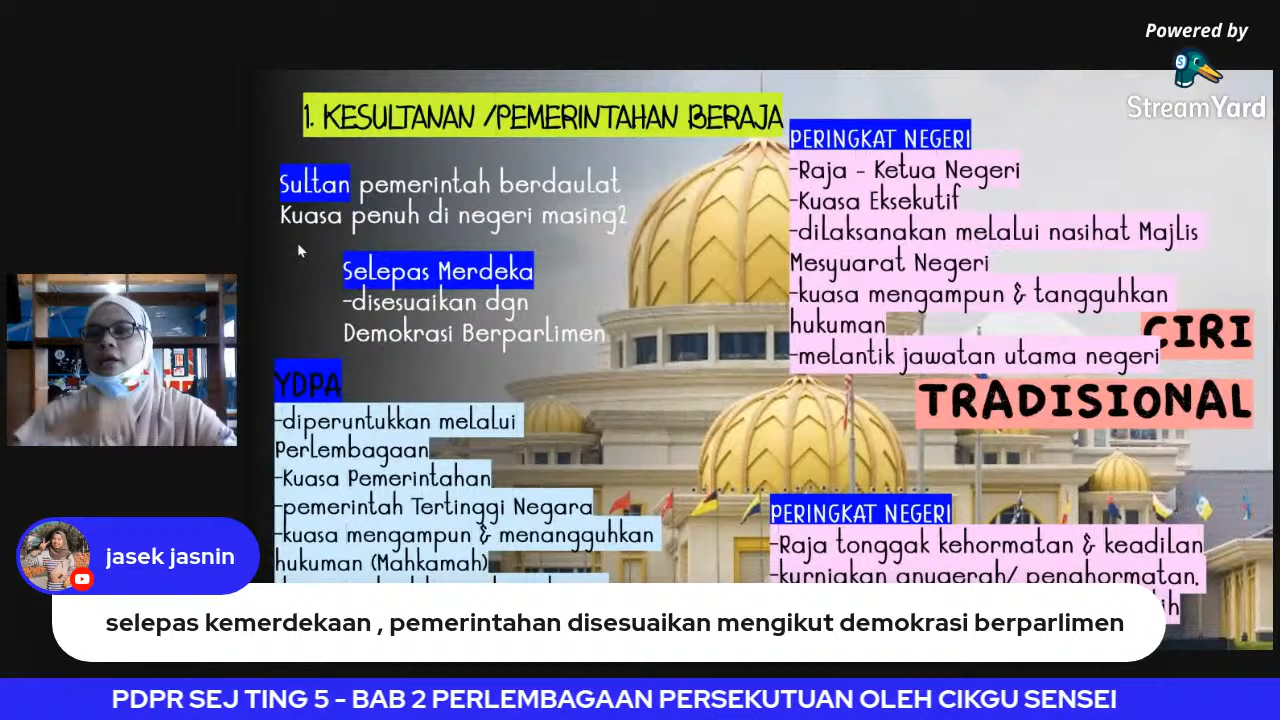 Powered by
StreamYard
1. KESULTANAN /PEMERINTAHAN BERAJA
Sultan pemerintah berdaulat
Kuasa penuh di negeri masing2
Selepas Merdeka
-disesuaikan dgn
Demokrasi Berparlimen
YDPA
-diperuntukkan melalui
Perlembagaan
-Kuasa Pemerintahan
-pemerintah Tertinggi Negara
-kuasa mengampun & menangguhkan
hukuman (Mahkamah)
PERINGKAT NEGERI
-Raja - Ketua Negeri
-Kuasa Eksekutif
-dilaksanakan melalui nasihat Majlis
Mesyuarat Negeri
-kuasa mengampun & tangguhkan
hukuman
-melantik jawatan utama negeri
CIRI
TRADISIONAL
PERINGKAT NEGERI
-Raja tonggak kehormatan & keadilan
-kurniakan anugerah/ penghormatan,
jasek jasnin
selepas kemerdekaan , pemerintahan disesuaikan mengikut demokrasi berparlimen
PDPR SEJ TING 5 - BAB 2 PERLEMBAGAAN PERSEKUTUAN OLEH CIKGU SENSEI